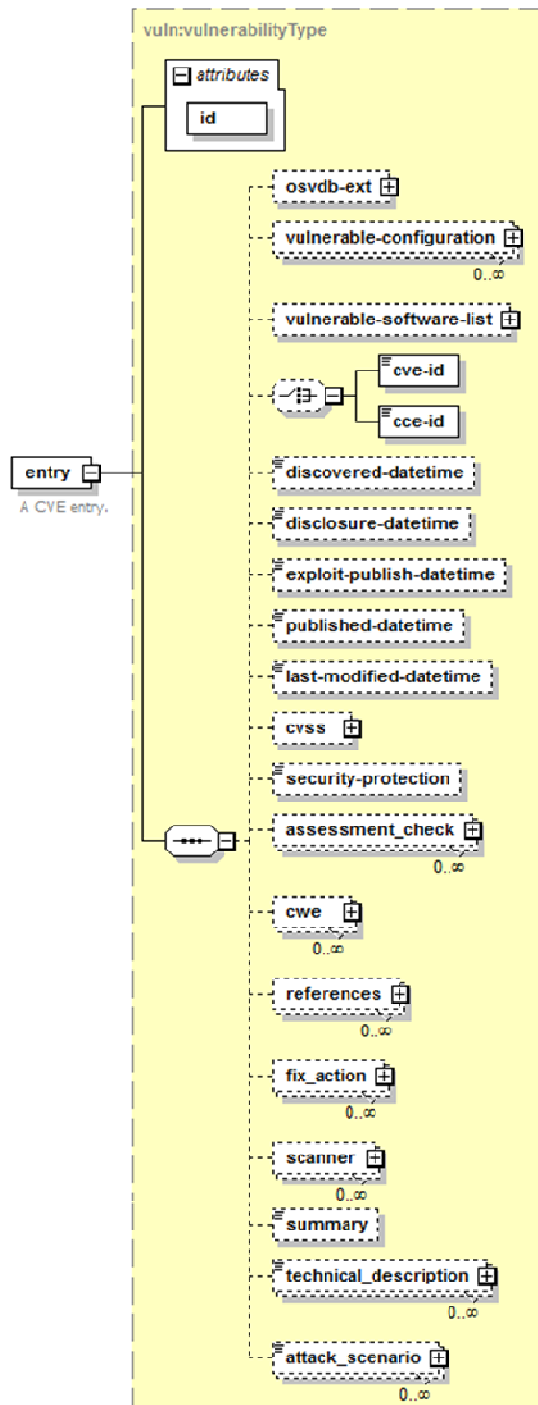 vuln:vulnerabilityType
attributes
id
osvdb-ext
vulnerable-configuration
0..∞
vulnerable-software-list
cve-id
cce-id
entry
A CVE entry.
discovered-datetime
disclosure-datetime
exploit-publish-datetime
published-datetime
last-modified-datetime
cvss
security-protection
assessment_check
0..∞
cwe
0..∞
references
0..∞
fix_action
0..∞
scanner
0..∞
summary
technical_description
0..∞
attack_scenario
0..∞